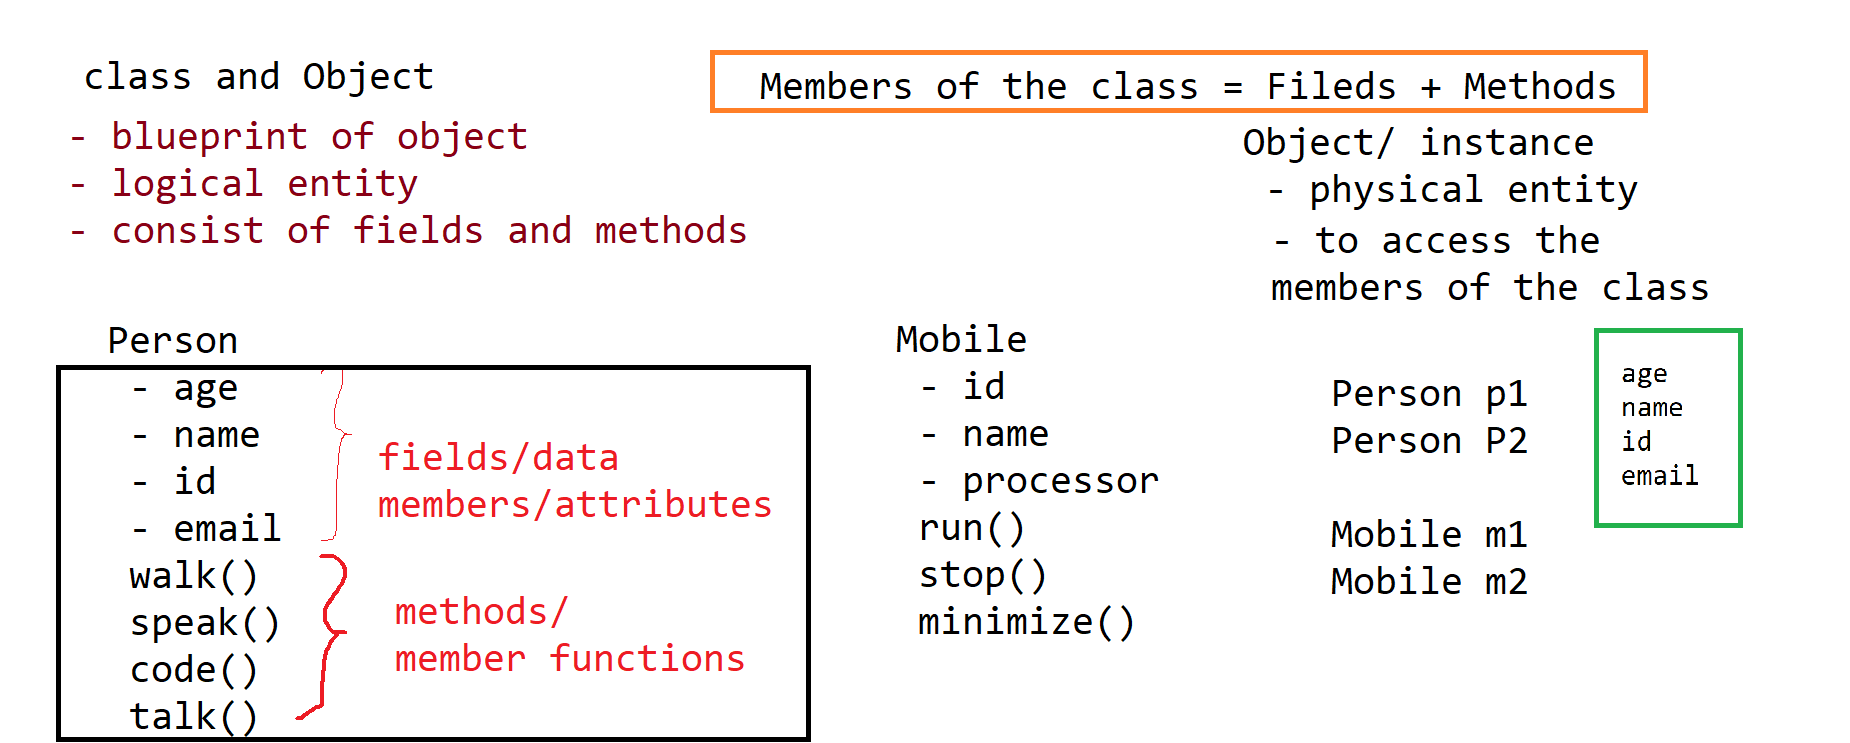 class and Object
- blueprint of object
- logical entity
- consist of fields and methods
Members of the class = Fileds + Methods
Object/ instance
- physical entity
- to access the
members of the class
Person
- age
- name
- id
- email
walk()
speak()
code()
talk()
fields/data
members/attributes
methods/
member functions
Mobile
- id
- name
- processor
run()
stop()
minimize()
Person p1
Person P2
Mobile m1
Mobile m2
age
name
id
email